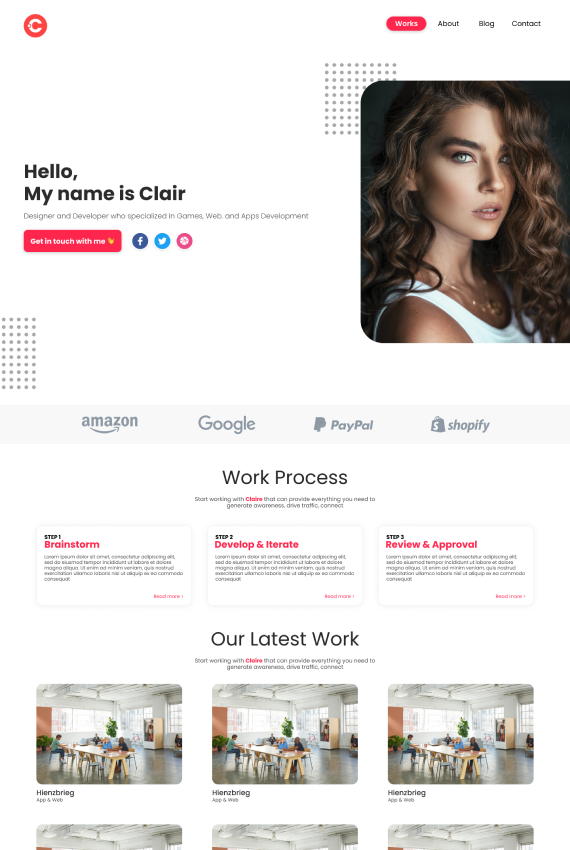 Works About Blog Contact
Hello,
My name is Clair
Designer and Developer who specialized in Games, Web. and Apps Development
Get in touch with me 👋
amazon Google PayPal shopify
Work Process
Start working with Claire that can provide everything you need to
generate awareness, drive traffic, connect
STEP 1
Brainstorm
Lorem ipsum dolor sit amet, consectetur adipiscing elit,
sed do eiusmod tempor incididunt ut labore et dolore
magna aliqua. Ut enim ad minim veniam, quis nostrud
exercitation ullamco laboris nisi ut aliquip ex ea commodo
consequat
Read more ›
STEP 2
Develop & Iterate
Lorem ipsum dolor sit amet, consectetur adipiscing elit,
sed do eiusmod tempor incididunt ut labore et dolore
magna aliqua. Ut enim ad minim veniam, quis nostrud
exercitation ullamco laboris nisi ut aliquip ex ea commodo
consequat
Read more ›
STEP 3
Review & Approval
Lorem ipsum dolor sit amet, consectetur adipiscing elit,
sed do eiusmod tempor incididunt ut labore et dolore
magna aliqua. Ut enim ad minim veniam, quis nostrud
exercitation ullamco laboris nisi ut aliquip ex ea commodo
consequat
Read more ›
Our Latest Work
Start working with Claire that can provide everything you need to
generate awareness, drive traffic, connect
Hienzbrieg
App & Web
Hienzbrieg
App & Web
Hienzbrieg
App & Web